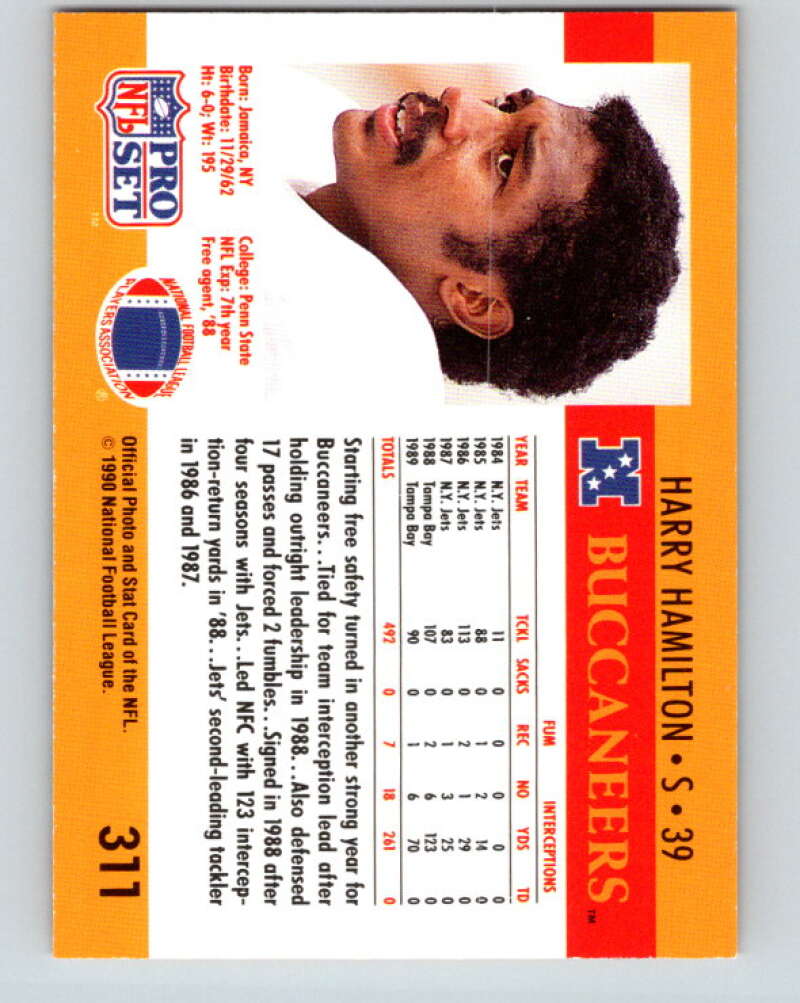 HARRY HAMILTON • S • 39
BUCCANEERS™
N
FUM INTERCEPTIONS
YEAR TEAM TCKL SACKS REC NO YDS TD
1984 N.Y. Jets 11 0 0 0 0 0
1985 N.Y. Jets 88 0 1 2 14 0
1986 N.Y. Jets 113 0 2 1 29 0
1987 N.Y. Jets 83 0 1 3 25 0
1988 Tampa Bay 107 0 2 6 123 0
1989 Tampa Bay 90 0 1 6 70 0
TOTALS 492 0 7 18 261 0
Starting free safety turned in another strong year for
Buccaneers...Tied for team interception lead after
holding outright leadership in 1988...Also defensed
17 passes and forced 2 fumbles...Signed in 1988 after
four seasons with Jets...Led NFC with 123 intercep-
tion-return yards in '88...Jets' second-leading tackler
in 1986 and 1987.
Born: Jamaica, NY
Birthdate: 11/29/62
Ht: 6-0; Wt: 195
College: Penn State
NFL Exp: 7th year
Free agent, '88
PRO
SET
NFL
™
NATIONAL FOOTBALL LEAGUE
PLAYERS ASSOCIATION
®
Official Photo and Stat Card of the NFL.
© 1990 National Football League.
311